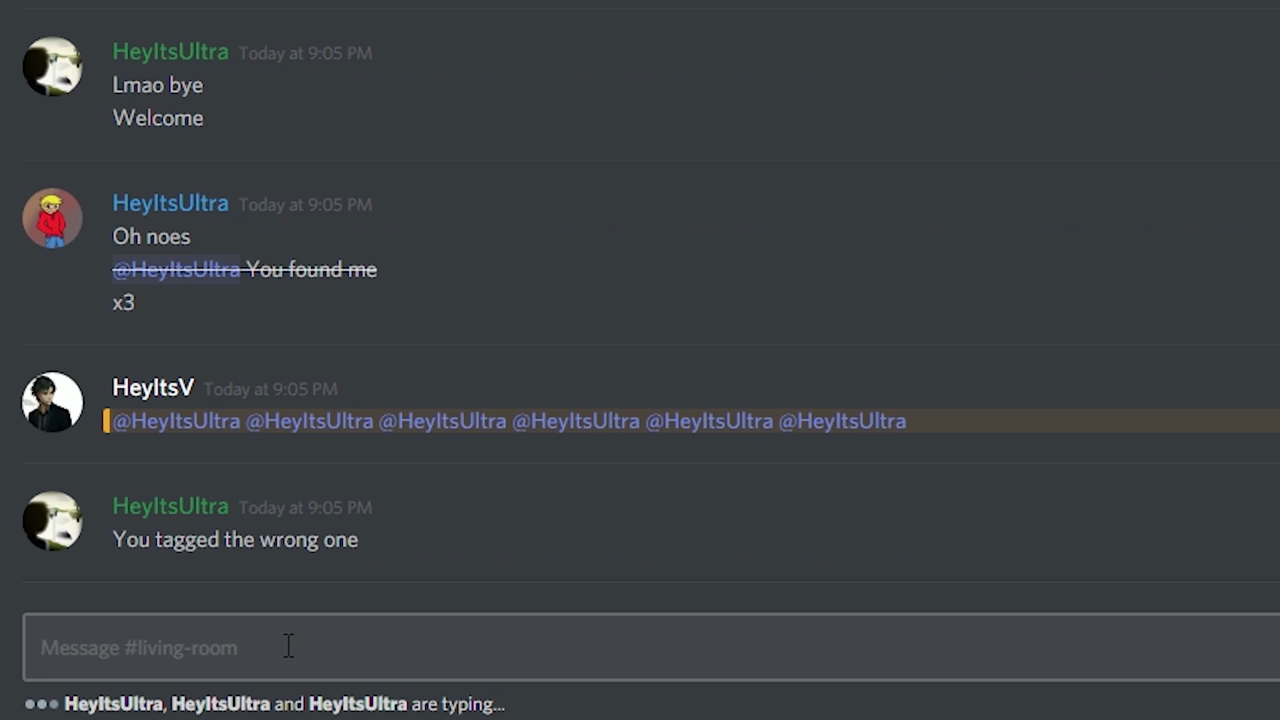 HeyItsUltra Today at 9:05 PM
Lmao bye
Welcome
HeyItsUltra Today at 9:05 PM
Oh noes
@HeyItsUltra You found me
x3
HeyItsV Today at 9:05 PM
@HeyItsUltra @HeyItsUltra @HeyItsUltra @HeyItsUltra @HeyItsUltra @HeyItsUltra
HeyItsUltra Today at 9:05 PM
You tagged the wrong one
Message #living-room
HeyItsUltra, HeyItsUltra and HeyItsUltra are typing...